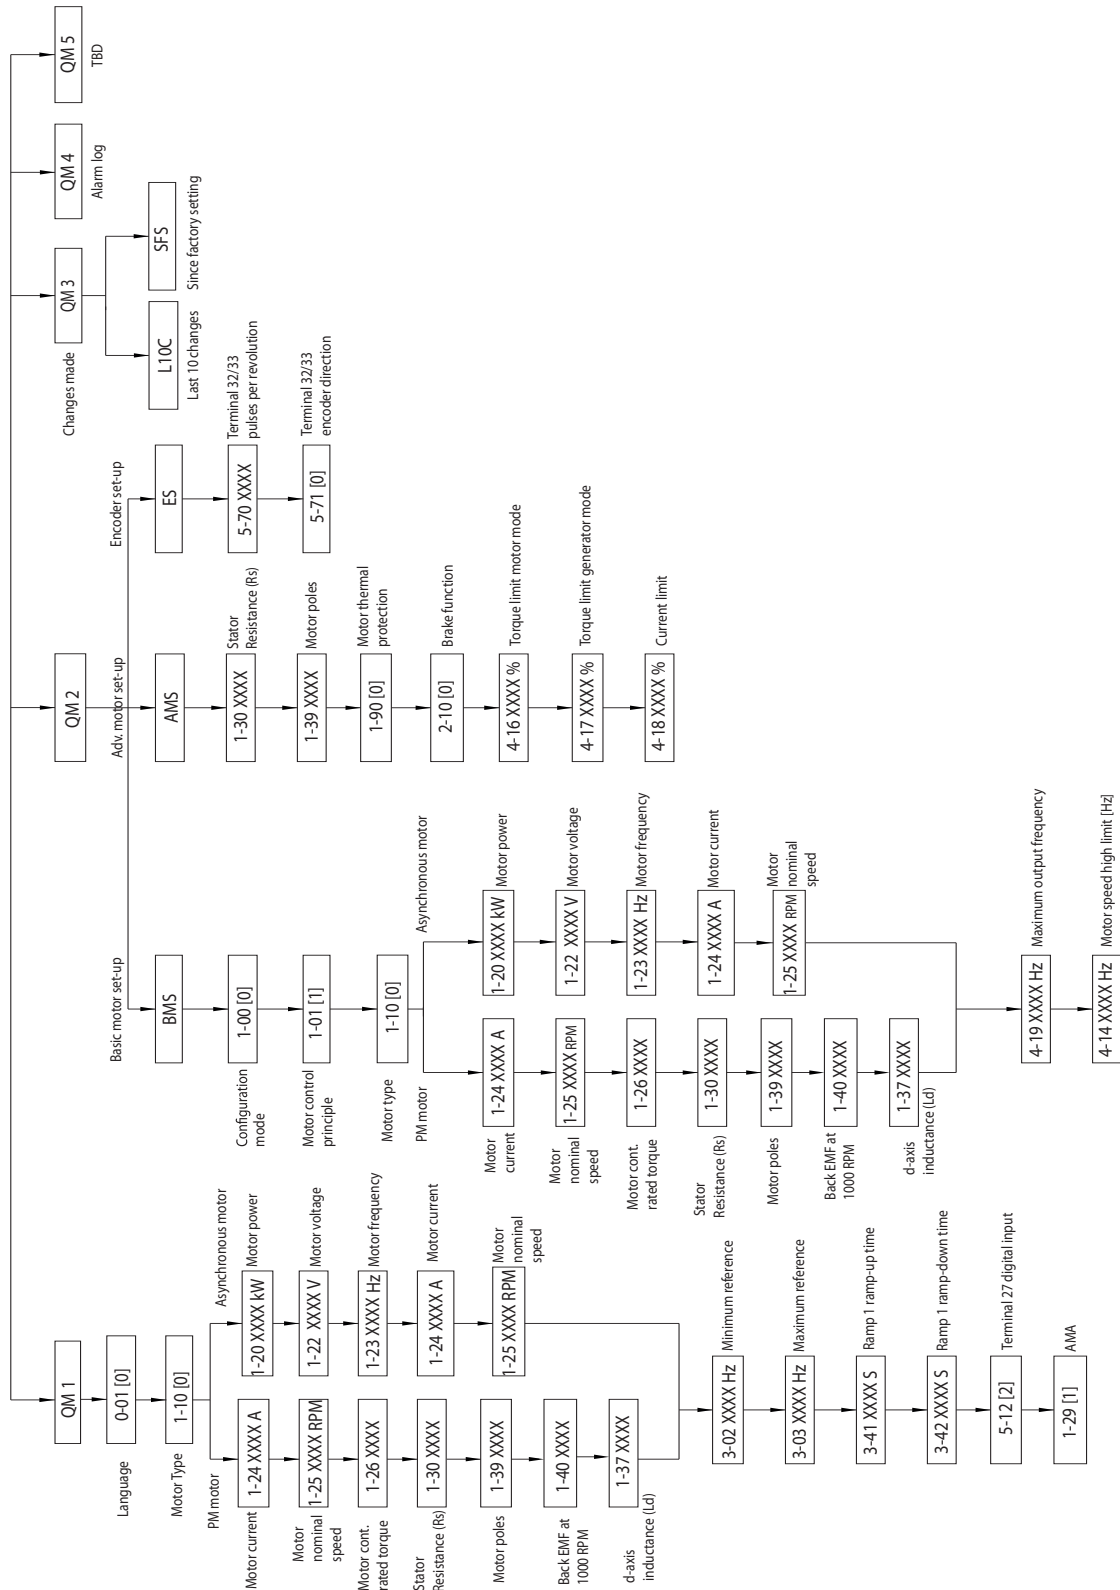 QM 1
Language
0-01 [0]
Motor Type
1-10 [0]
PM motor
Motor current
1-24 XXXX A
Motor
nominal
speed
1-25 XXXX RPM
Motor cont.
rated torque
1-26 XXXX
Stator
Resistance (Rs)
1-30 XXXX
Motor poles
1-39 XXXX
Back EMF at
1000 RPM
1-40 XXXX
d-axis
inductance (Ld)
1-37 XXXX
Asynchronous motor
1-20 XXXX kW
Motor power
1-22 XXXX V
Motor voltage
1-23 XXXX Hz
Motor frequency
1-24 XXXX A
Motor current
1-25 XXXX RPM
Motor
nominal
speed
3-02 XXXX Hz
Minimum reference
3-03 XXXX Hz
Maximum reference
3-41 XXXX S
Ramp 1 ramp-up time
3-42 XXXX S
Ramp 1 ramp-down time
5-12 [2]
Terminal 27 digital input
1-29 [1]
AMA
QM 2
Basic motor set-up
BMS
Configuration
mode
1-00 [0]
Motor control
principle
1-01 [1]
Motor type
1-10 [0]
PM motor
Motor
current
1-24 XXXX A
Motor
nominal
speed
1-25 XXXX RPM
Motor cont.
rated torque
1-26 XXXX
Stator
Resistance (Rs)
1-30 XXXX
Motor poles
1-39 XXXX
Back EMF at
1000 RPM
1-40 XXXX
d-axis
inductance (Ld)
1-37 XXXX
Asynchronous motor
1-20 XXXX kW
Motor power
1-22 XXXX V
Motor voltage
1-23 XXXX Hz
Motor frequency
1-24 XXXX A
Motor current
1-25 XXXX RPM
Motor
nominal
speed
4-19 XXXX Hz
Maximum output frequency
4-14 XXXX Hz
Motor speed high limit [Hz]
Adv. motor set-up
AMS
1-30 XXXX
Stator
Resistance (Rs)
1-39 XXXX
Motor poles
1-90 [0]
Motor thermal
protection
2-10 [0]
Brake function
4-16 XXXX %
Torque limit motor mode
4-17 XXXX %
Torque limit generator mode
4-18 XXXX %
Current limit
Encoder set-up
ES
5-70 XXXX
Terminal 32/33
pulses per revolution
5-71 [0]
Terminal 32/33
encoder direction
Changes made
QM 3
L10C
Last 10 changes
SFS
Since factory setting
QM 4
Alarm log
QM 5
TBD